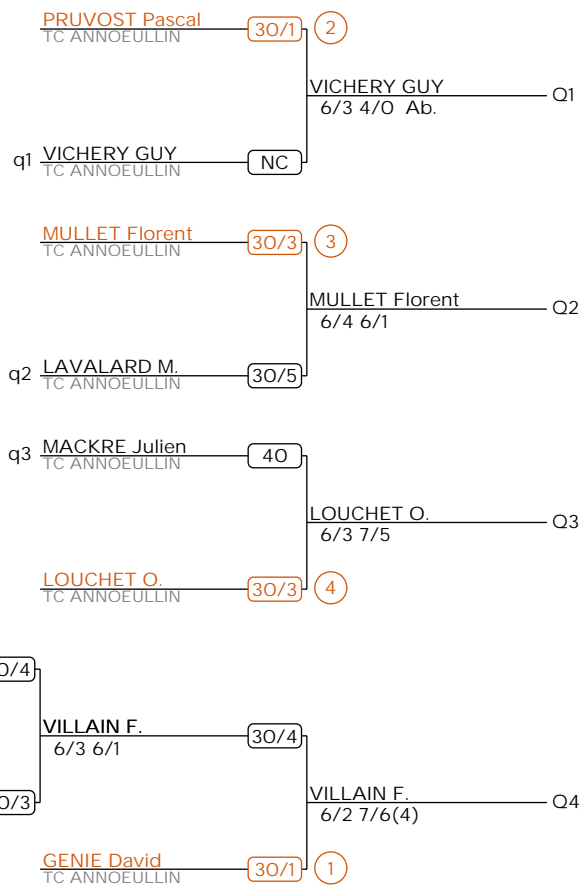 PRUVOST Pascal
TC ANNOEULLIN
30/1
2
VICHERY GUY
6/3 4/0 Ab.
Q1
q1
VICHERY GUY
TC ANNOEULLIN
NC
MULLET Florent
TC ANNOEULLIN
30/3
3
MULLET Florent
6/4 6/1
Q2
q2
LAVALARD M.
TC ANNOEULLIN
30/5
q3
MACKRE Julien
TC ANNOEULLIN
40
LOUCHET O.
6/3 7/5
Q3
LOUCHET O.
TC ANNOEULLIN
30/3
4
0/4
VILLAIN F.
6/3 6/1
30/4
0/3
VILLAIN F.
6/2 7/6(4)
Q4
GENIE David
TC ANNOEULLIN
30/1
1